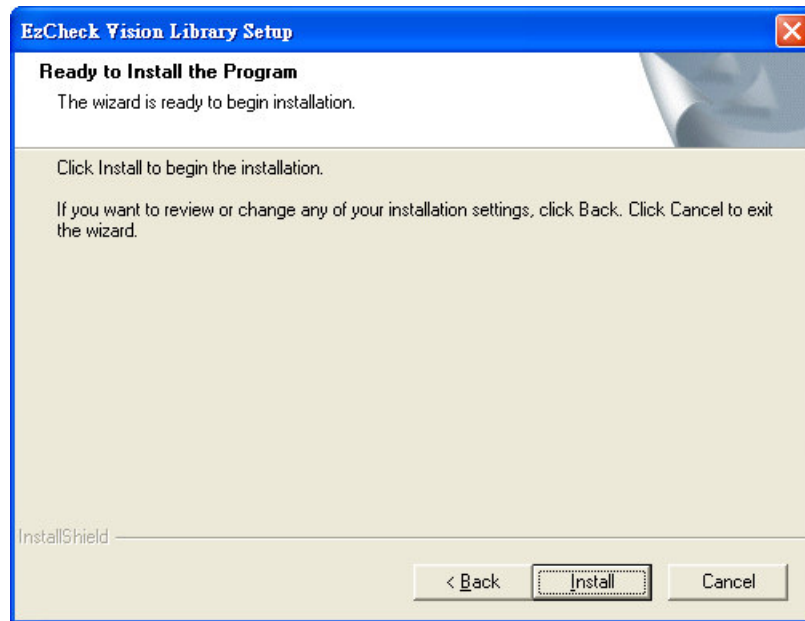 EzCheck Vision Library Setup
Ready to Install the Program
The wizard is ready to begin installation.
Click Install to begin the installation.
If you want to review or change any of your installation settings, click Back. Click Cancel to exit
the wizard.
InstallShield
< Back Install Cancel